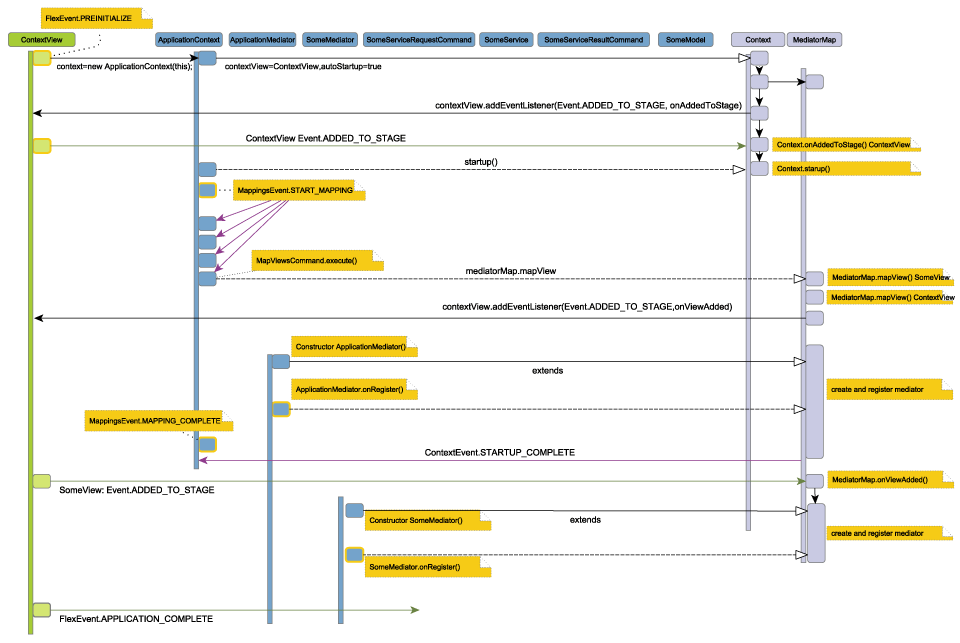 FlexEvent.PREINITIALIZE
ContextView
ApplicationContext
ApplicationMediator
SomeMediator
SomeServiceRequestCommand
SomeService
SomeServiceResultCommand
SomeModel
Context
MediatorMap
context=new ApplicationContext(this);
contextView=ContextView,autoStartup=true
contextView.addEventListener(Event.ADDED_TO_STAGE, onAddedToStage)
ContextView Event.ADDED_TO_STAGE
Context.onAddedToStage() ContextView
startup()
Context.starup()
MappingsEvent.START_MAPPING
MapViewsCommand.execute()
mediatorMap.mapView
MediatorMap.mapView() SomeView
MediatorMap.mapView() ContextView
contextView.addEventListener(Event.ADDED_TO_STAGE,onViewAdded)
Constructor ApplicationMediator()
extends
ApplicationMediator.onRegister()
create and register mediator
MappingsEvent.MAPPING_COMPLETE
ContextEvent.STARTUP_COMPLETE
SomeView: Event.ADDED_TO_STAGE
MediatorMap.onViewAdded()
Constructor SomeMediator()
extends
create and register mediator
SomeMediator.onRegister()
FlexEvent.APPLICATION_COMPLETE